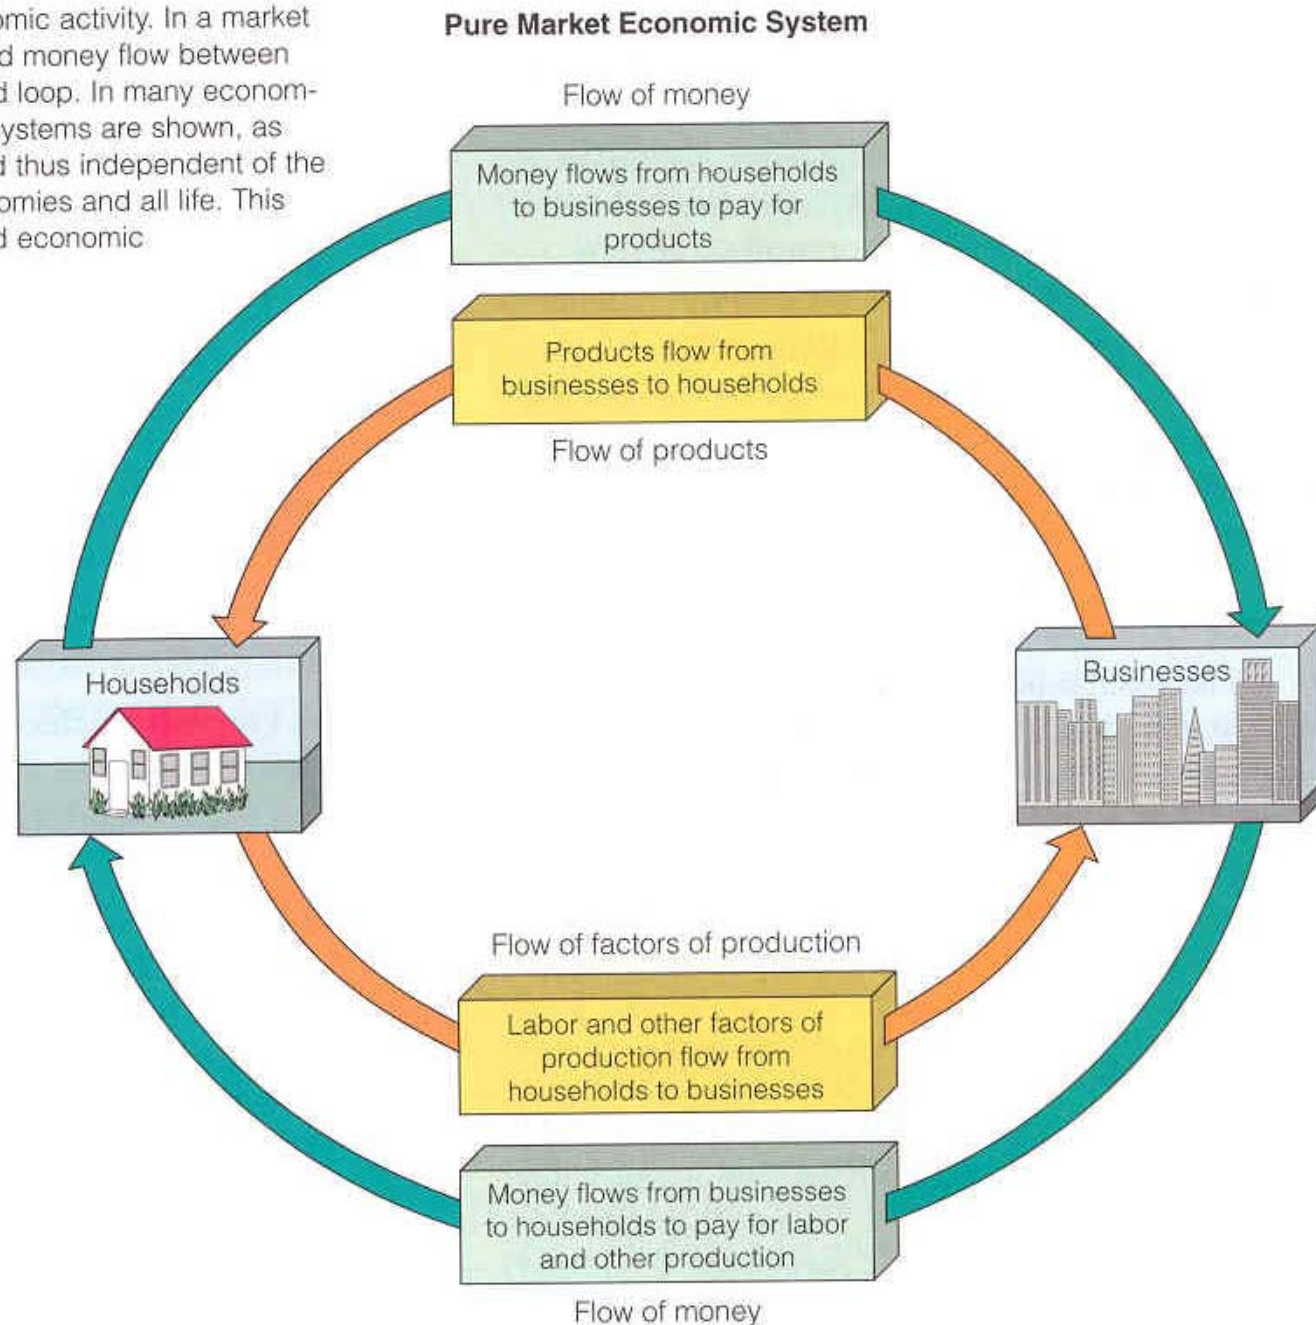 omic activity. In a market
d money flow between
d loop. In many econom-
ystems are shown, as
d thus independent of the
omies and all life. This
d economic
Pure Market Economic System
Flow of money
Money flows from households
to businesses to pay for
products
Products flow from
businesses to households
Flow of products
Households
Businesses
Flow of factors of production
Labor and other factors of
production flow from
households to businesses
Money flows from businesses
to households to pay for labor
and other production
Flow of money